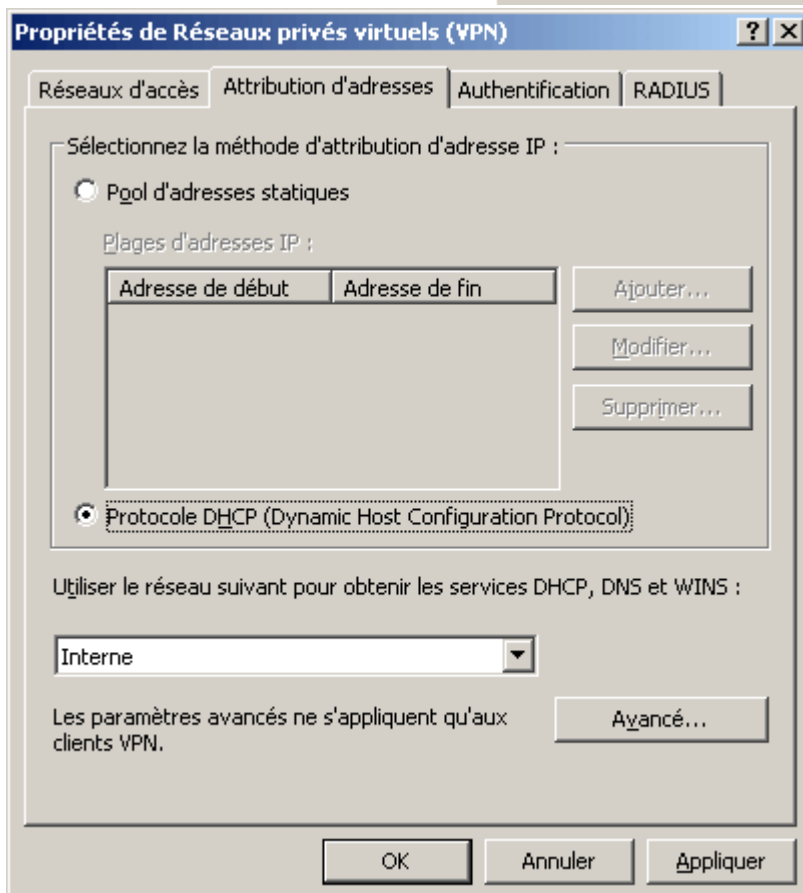 Propriétés de Réseaux privés virtuels (VPN)
Réseaux d'accès
Attribution d'adresses
Authentification
RADIUS
Sélectionnez la méthode d'attribution d'adresse IP :
Pool d'adresses statiques
Plages d'adresses IP :
Adresse de début
Adresse de fin
Ajouter...
Modifier...
Supprimer...
Protocole DHCP (Dynamic Host Configuration Protocol)
Utiliser le réseau suivant pour obtenir les services DHCP, DNS et WINS :
Interne
Les paramètres avancés ne s'appliquent qu'aux
clients VPN.
Avancé...
OK
Annuler
Appliquer